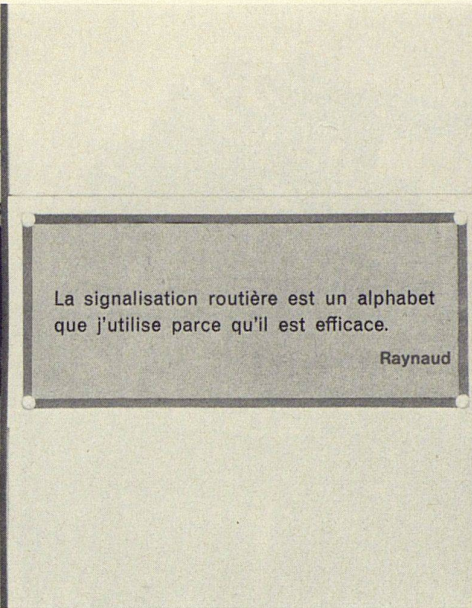 La signalisation routière est un alphabet
que j'utilise parce qu'il est efficace.
Raynaud